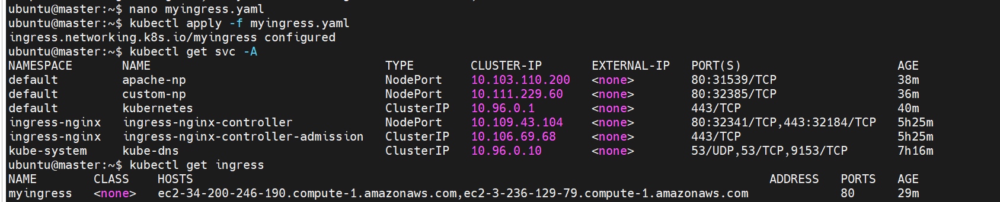 ubuntu@master:~$ nano myingress.yaml
ubuntu@master:~$ kubectl apply -f myingress.yaml
ingress.networking.k8s.io/myingress configured
ubuntu@master:~$ kubectl get svc -A
NAMESPACE NAME TYPE CLUSTER-IP EXTERNAL-IP PORT(S) AGE
default apache-np NodePort 10.103.110.200 <none> 80:31539/TCP 38m
default custom-np NodePort 10.111.229.60 <none> 80:32385/TCP 36m
default kubernetes ClusterIP 10.96.0.1 <none> 443/TCP 40m
ingress-nginx ingress-nginx-controller NodePort 10.109.43.104 <none> 80:32341/TCP,443:32184/TCP 5h25m
ingress-nginx ingress-nginx-controller-admission ClusterIP 10.106.69.68 <none> 443/TCP 5h25m
kube-system kube-dns ClusterIP 10.96.0.10 <none> 53/UDP,53/TCP,9153/TCP 7h16m
ubuntu@master:~$ kubectl get ingress
NAME CLASS HOSTS ADDRESS PORTS AGE
myingress <none> ec2-34-200-246-190.compute-1.amazonaws.com,ec2-3-236-129-79.compute-1.amazonaws.com 80 29m